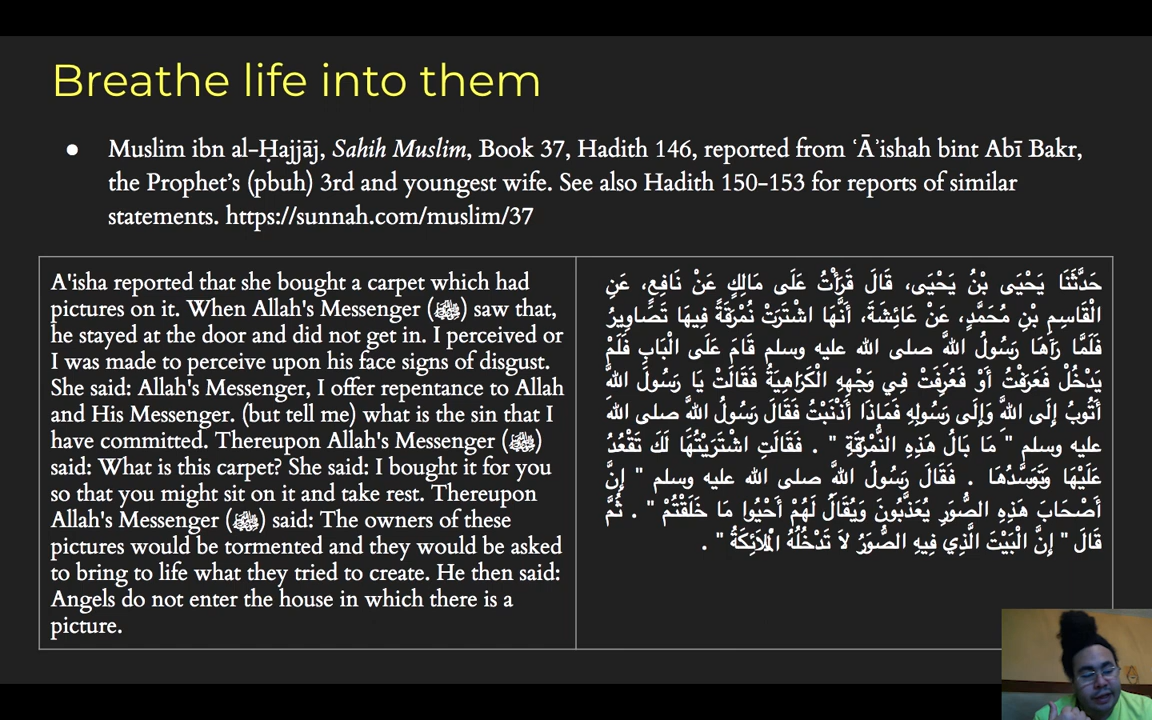 Breathe life into them
● Muslim ibn al-Ḥajjāj, Sahih Muslim, Book 37, Hadith 146, reported from ʿĀʾishah bint Abī Bakr,
the Prophet’s (pbuh) 3rd and youngest wife. See also Hadith 150-153 for reports of similar
statements. https://sunnah.com/muslim/37
A'isha reported that she bought a carpet which had
pictures on it. When Allah's Messenger (ﷺ) saw that,
he stayed at the door and did not get in. I perceived or
I was made to perceive upon his face signs of disgust.
She said: Allah's Messenger, I offer repentance to Allah
and His Messenger. (but tell me) what is the sin that I
have committed. Thereupon Allah's Messenger (ﷺ)
said: What is this carpet? She said: I bought it for you
so that you might sit on it and take rest. Thereupon
Allah's Messenger (ﷺ) said: The owners of these
pictures would be tormented and they would be asked
to bring to life what they tried to create. He then said:
Angels do not enter the house in which there is a
picture.
حَدَّثَنَا يَحْيَى بْنُ يَحْيَى، قَالَ قَرَأْتُ عَلَى مَالِكٍ عَنْ نَافِعٍ، عَنِ
الْقَاسِمِ بْنِ مُحَمَّدٍ، عَنْ عَائِشَةَ، أَنَّهَا اشْتَرَتْ نُمْرُقَةً فِيهَا تَصَاوِيرُ
فَلَمَّا رَآهَا رَسُولُ اللَّهِ صلى الله عليه وسلم قَامَ عَلَى الْبَابِ فَلَمْ
يَدْخُلْ فَعَرَفْتُ أَوْ فَعُرِفَتْ فِي وَجْهِهِ الْكَرَاهِيَةُ فَقَالَتْ يَا رَسُولَ اللَّهِ
أَتُوبُ إِلَى اللَّهِ وَإِلَى رَسُولِهِ فَمَاذَا أَذْنَبْتُ فَقَالَ رَسُولُ اللَّهِ صلى الله
عليه وسلم " مَا بَالُ هَذِهِ النُّمْرُقَةِ " . فَقَالَتِ اشْتَرَيْتُهَا لَكَ تَقْعُدُ
عَلَيْهَا وَتَوَسَّدُهَا . فَقَالَ رَسُولُ اللَّهِ صلى الله عليه وسلم " إِنَّ
أَصْحَابَ هَذِهِ الصُّوَرِ يُعَذَّبُونَ وَيُقَالُ لَهُمْ أَحْيُوا مَا خَلَقْتُمْ " . ثُمَّ
قَالَ " إِنَّ الْبَيْتَ الَّذِي فِيهِ الصُّوَرُ لاَ تَدْخُلُهُ الْمَلاَئِكَةُ " .